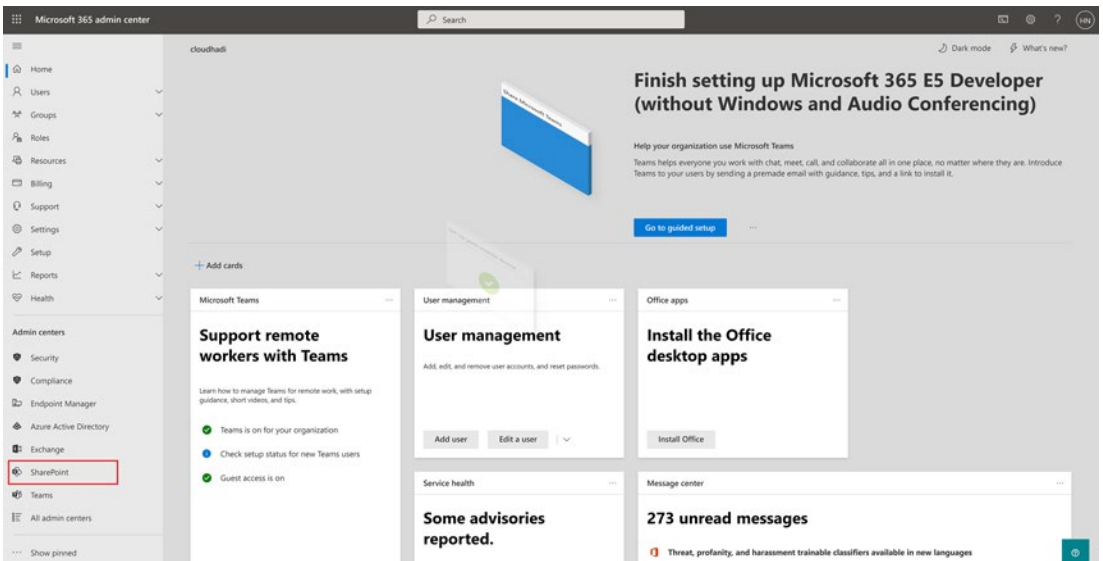 Microsoft 365 admin center
Search
HN
cloudhadi
Dark mode
What's new?
Home
Users
Groups
Roles
Resources
Billing
Support
Settings
Setup
Reports
Health
Admin centers
Security
Compliance
Endpoint Manager
Azure Active Directory
Exchange
SharePoint
Teams
All admin centers
Show pinned
Share Microsoft Teams
Finish setting up Microsoft 365 E5 Developer
(without Windows and Audio Conferencing)
Help your organization use Microsoft Teams
Teams helps everyone you work with chat, meet, call, and collaborate all in one place, no matter where they are. Introduce
Teams to your users by sending a premade email with guidance, tips, and a link to install it.
Go to guided setup
Add cards
Microsoft Teams
Support remote
workers with Teams
Learn how to manage Teams for remote work, with setup
guidance, short videos, and tips.
Teams is on for your organization
Check setup status for new Teams users
Guest access is on
User management
User management
Add, edit, and remove user accounts, and reset passwords.
Add user
Edit a user
Office apps
Install the Office
desktop apps
Install Office
Service health
Some advisories
reported.
Message center
273 unread messages
Threat, profanity, and harassment trainable classifiers available in new languages